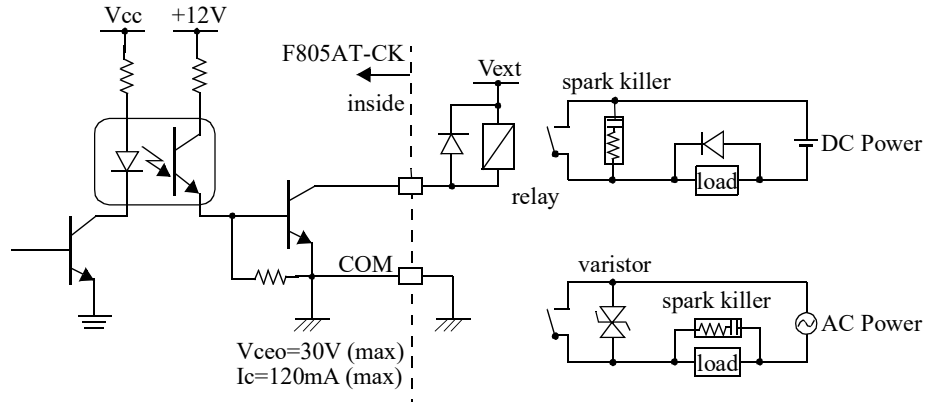 Vcc
+12V
F805AT-CK
inside
Vext
relay
COM
Vceo=30V (max)
Ic=120mA (max)
spark killer
load
DC Power
varistor
spark killer
load
AC Power